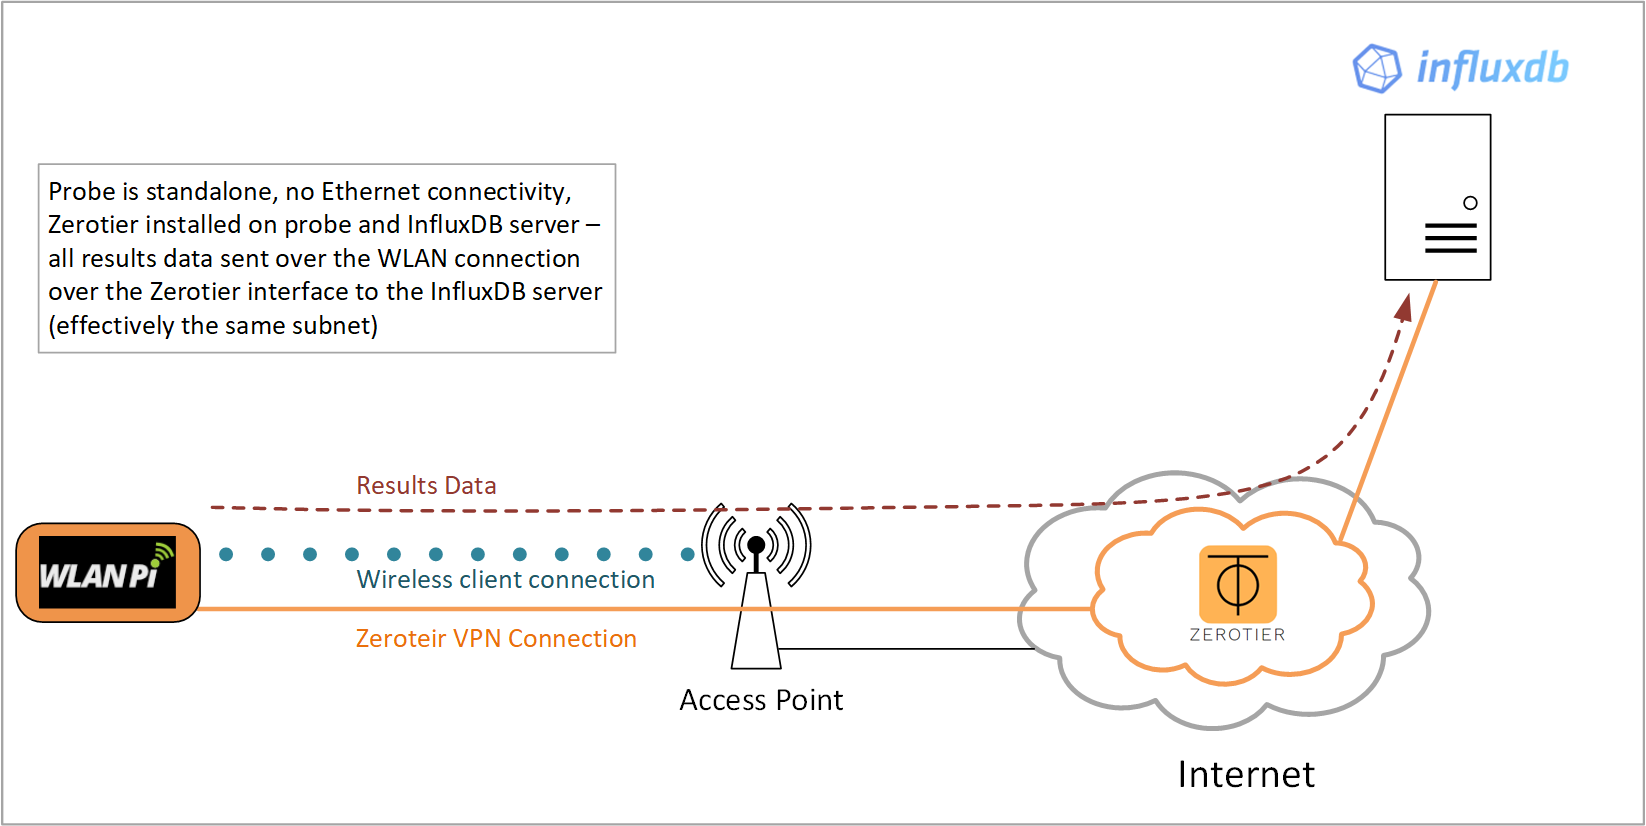 influxdb
Probe is standalone, no Ethernet connectivity,
Zerotier installed on probe and InfluxDB server –
all results data sent over the WLAN connection
over the Zerotier interface to the InfluxDB server
(effectively the same subnet)
Results Data
WLAN Pi
Wireless client connection
Zeroteir VPN Connection
ZEROTIER
Access Point
Internet